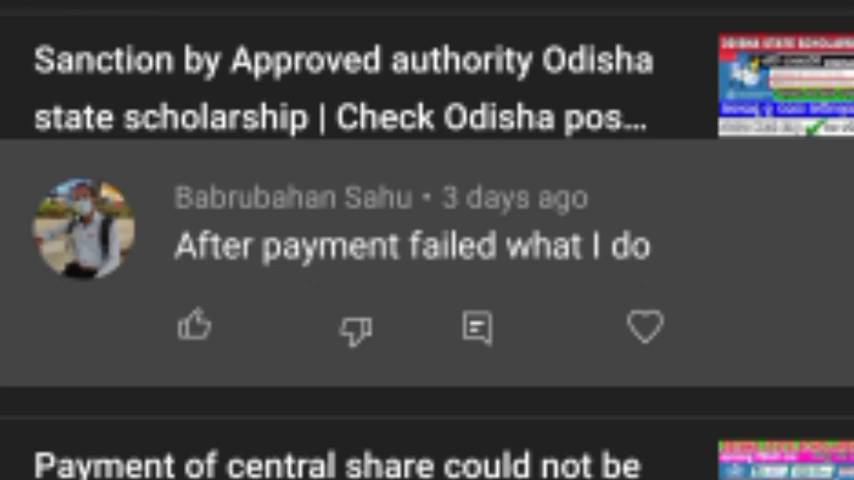 Sanction by Approved authority Odisha
state scholarship | Check Odisha pos...
Babrubahan Sahu • 3 days ago
After payment failed what I do
Payment of central share could not be